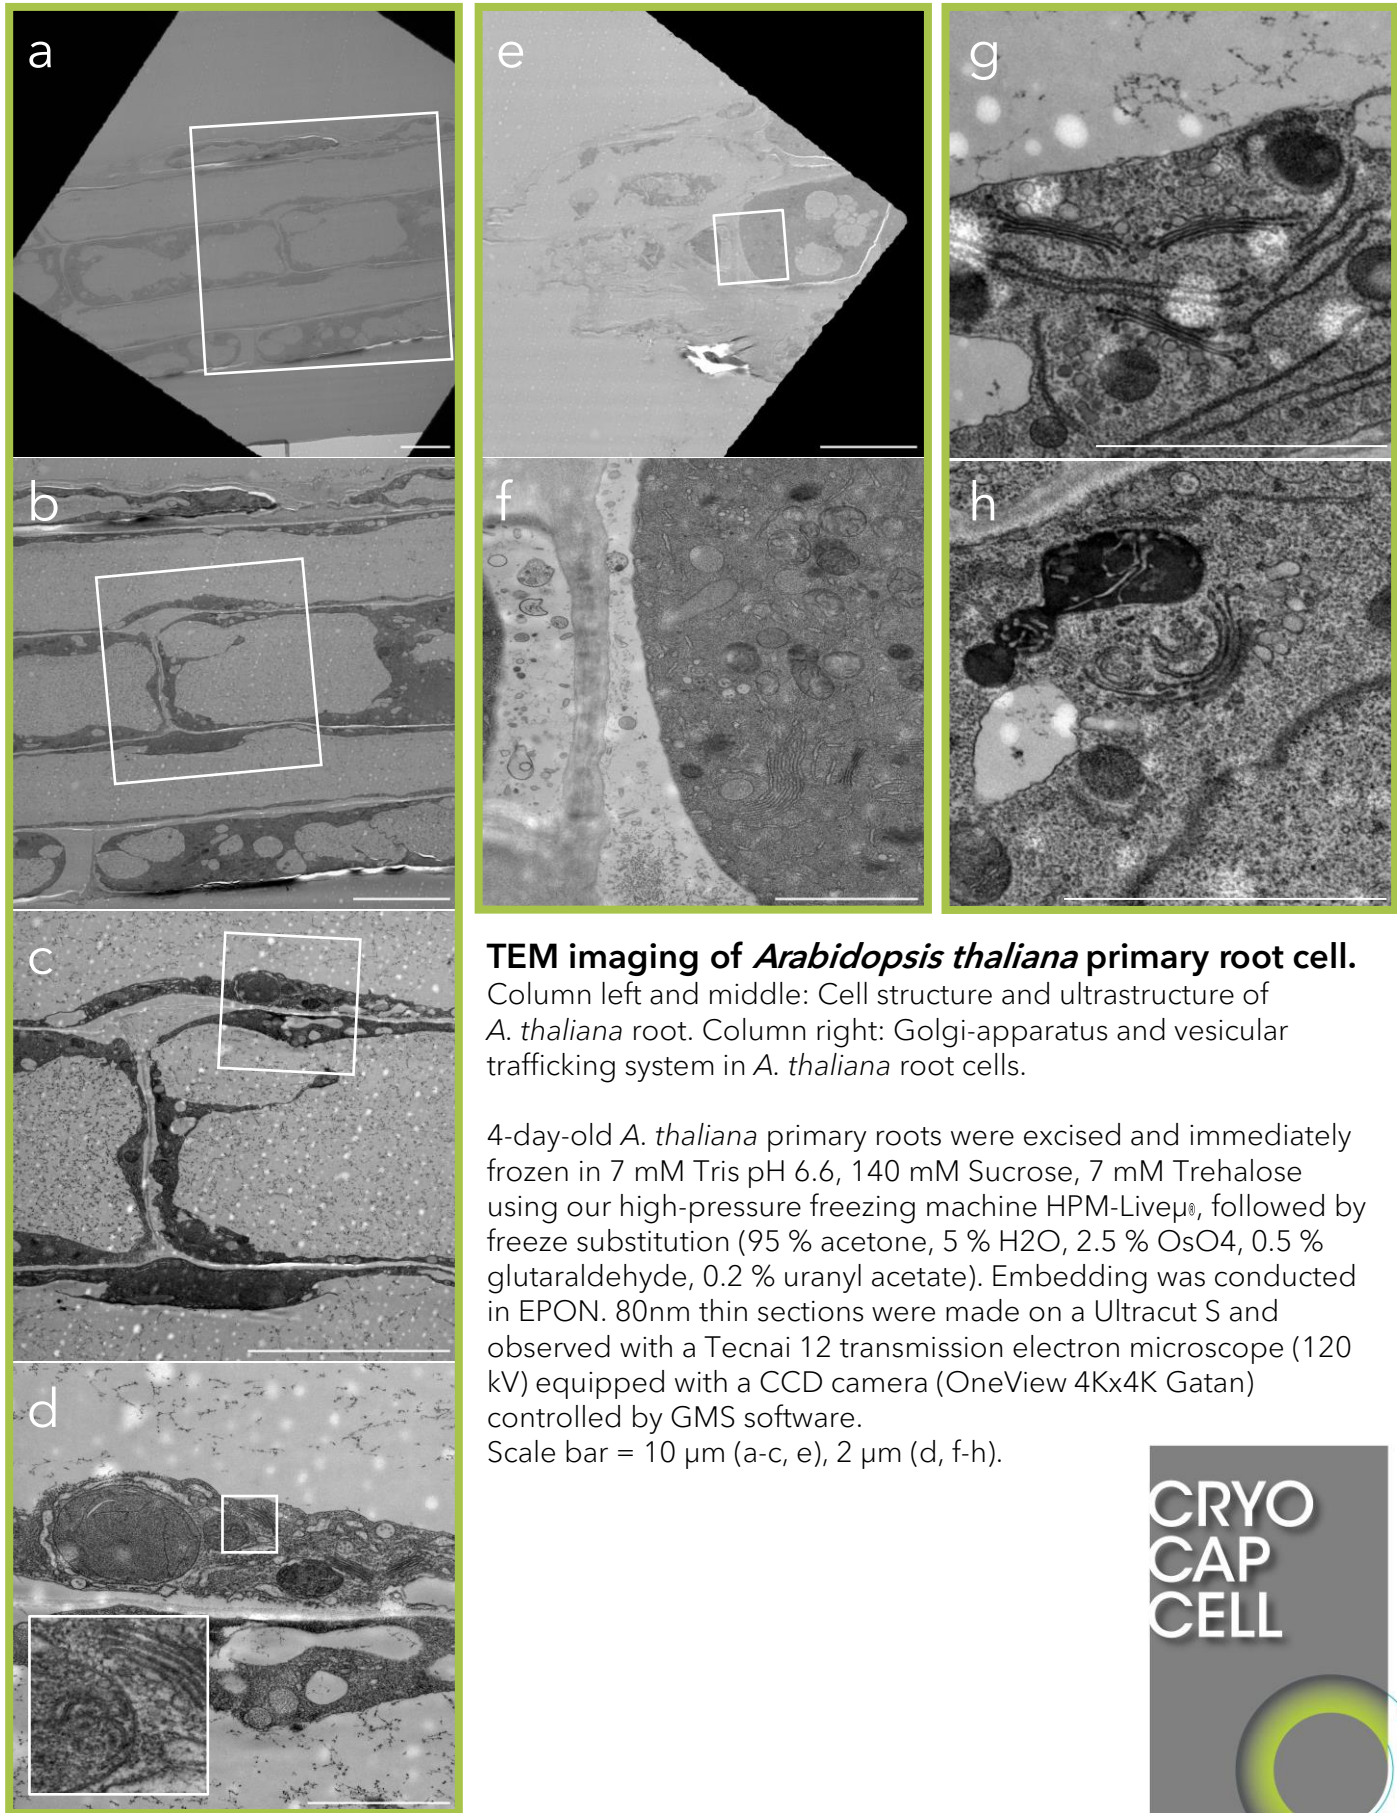 a
b
c
d
e
f
g
h
TEM imaging of Arabidopsis thaliana primary root cell.
Column left and middle: Cell structure and ultrastructure of
A. thaliana root. Column right: Golgi-apparatus and vesicular
trafficking system in A. thaliana root cells.
4-day-old A. thaliana primary roots were excised and immediately
frozen in 7 mM Tris pH 6.6, 140 mM Sucrose, 7 mM Trehalose
using our high-pressure freezing machine HPM-Liveµ®, followed by
freeze substitution (95 % acetone, 5 % H2O, 2.5 % OsO4, 0.5 %
glutaraldehyde, 0.2 % uranyl acetate). Embedding was conducted
in EPON. 80nm thin sections were made on a Ultracut S and
observed with a Tecnai 12 transmission electron microscope (120
kV) equipped with a CCD camera (OneView 4Kx4K Gatan)
controlled by GMS software.
Scale bar = 10 µm (a-c, e), 2 µm (d, f-h).
CRYO
CAP
CELL